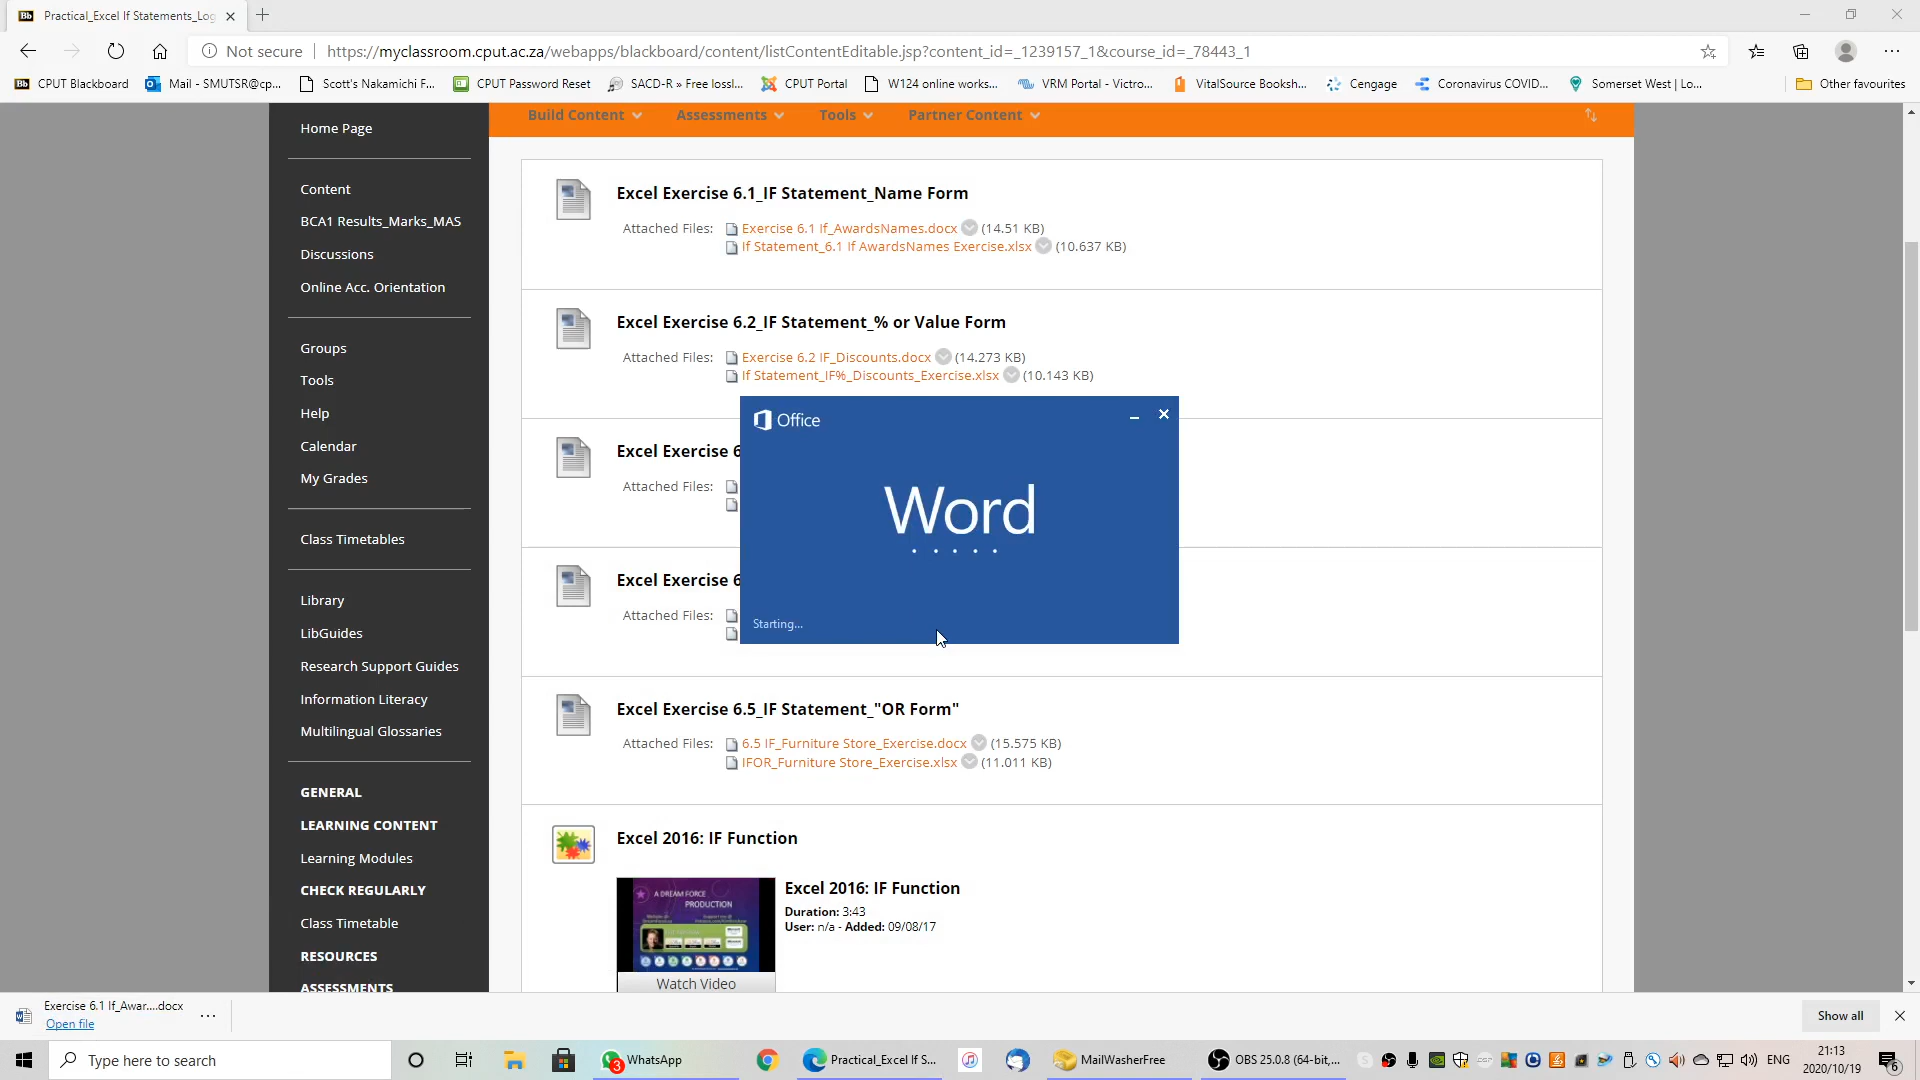 Practical_Excel If Statements_Log
Not secure
https://myclassroom.cput.ac.za/webapps/blackboard/content/listContentEditable.jsp?content_id=_1239157_1&course_id=_78443_1
CPUT Blackboard
Mail - SMUTSR@cp...
Scott's Nakamichi F...
CPUT Password Reset
SACD-R » Free lossl...
CPUT Portal
W124 online works...
VRM Portal - Victro...
VitalSource Booksh...
Cengage
Coronavirus COVID...
Somerset West | Lo...
Other favourites
Build Content
Assessments
Tools
Partner Content
Home Page
Content
BCA1 Results_Marks_MAS
Discussions
Online Acc. Orientation
Groups
Tools
Help
Calendar
My Grades
Class Timetables
Library
LibGuides
Research Support Guides
Information Literacy
Multilingual Glossaries
GENERAL
LEARNING CONTENT
Learning Modules
CHECK REGULARLY
Class Timetable
RESOURCES
ASSESSMENTS
Excel Exercise 6.1_IF Statement_Name Form
Attached Files: Exercise 6.1 If_AwardsNames.docx (14.51 KB)
If Statement_6.1 If AwardsNames Exercise.xlsx (10.637 KB)
Excel Exercise 6.2_IF Statement_% or Value Form
Attached Files: Exercise 6.2 IF_Discounts.docx (14.273 KB)
If Statement_IF%_Discounts_Exercise.xlsx (10.143 KB)
Excel Exercise 6
Attached Files:
Excel Exercise 6
Attached Files:
Office
Word
Starting...
Excel Exercise 6.5_IF Statement_"OR Form"
Attached Files: 6.5 IF_Furniture Store_Exercise.docx (15.575 KB)
IFOR_Furniture Store_Exercise.xlsx (11.011 KB)
Excel 2016: IF Function
A DREAM FORCE
PRODUCTION
Watch Video
Excel 2016: IF Function
Duration: 3:43
User: n/a - Added: 09/08/17
Exercise 6.1 If_Awar....docx
Open file
Show all
Type here to search
3
WhatsApp
Practical_Excel If S...
MailWasherFree
OBS 25.0.8 (64-bit,...
ENG
21:13
2020/10/19
6